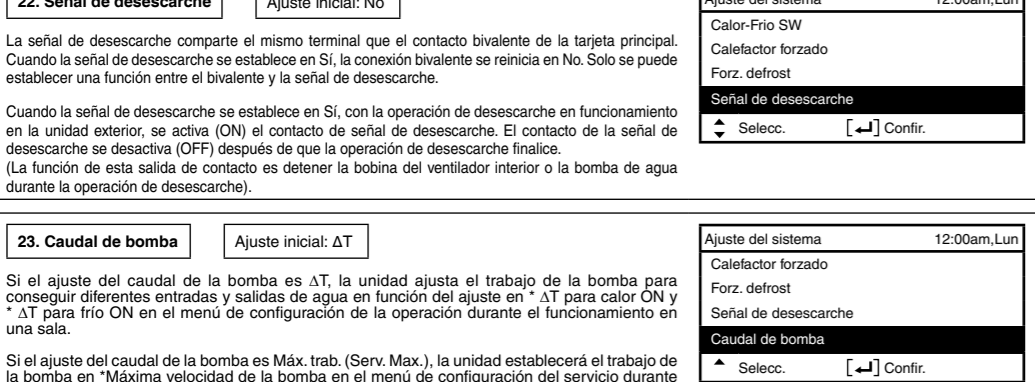 22. Señal de desescarche
Ajuste inicial: No
La señal de desescarche comparte el mismo terminal que el contacto bivalente de la tarjeta principal.
Cuando la señal de desescarche se establece en Sí, la conexión bivalente se reinicia en No. Solo se puede
establecer una función entre el bivalente y la señal de desescarche.
Cuando la señal de desescarche se establece en Sí, con la operación de desescarche en funcionamiento
en la unidad exterior, se activa (ON) el contacto de señal de desescarche. El contacto de la señal de
desescarche se desactiva (OFF) después de que la operación de desescarche finalice.
(La función de esta salida de contacto es detener la bobina del ventilador interior o la bomba de agua
durante la operación de desescarche).
Ajuste del sistema 12:00am,Lun
Calor-Frio SW
Calefactor forzado
Forz. defrost
Señal de desescarche
Selecc. [↵] Confir.
23. Caudal de bomba
Ajuste inicial: ΔT
Si el ajuste del caudal de la bomba es ΔT, la unidad ajusta el trabajo de la bomba para
conseguir diferentes entradas y salidas de agua en función del ajuste en * ΔT para calor ON y
* ΔT para frío ON en el menú de configuración de la operación durante el funcionamiento en
una sala.
Si el ajuste del caudal de la bomba es Máx. trab. (Serv. Max.), la unidad establecerá el trabajo de
la bomba en *Máxima velocidad de la bomba en el menú de configuración del servicio durante
Ajuste del sistema 12:00am,Lun
Calefactor forzado
Forz. defrost
Señal de desescarche
Caudal de bomba
Selecc. [↵] Confir.